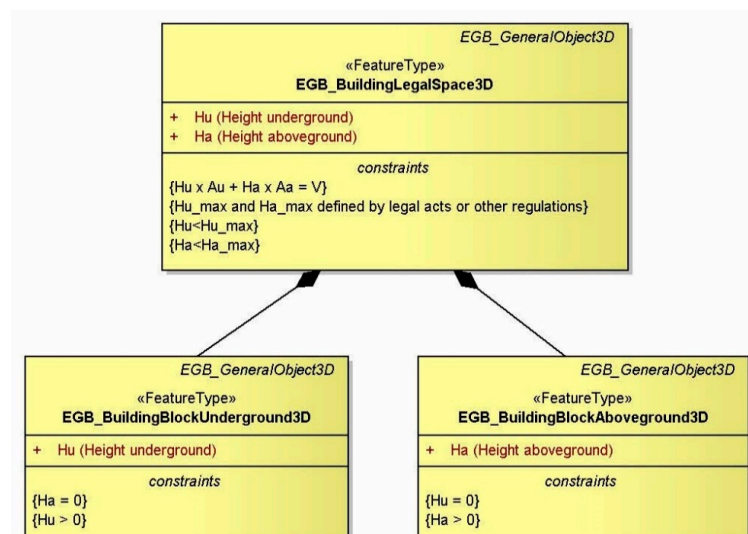 EGB_GeneralObject3D
«FeatureType»
EGB_BuildingLegalSpace3D
+ Hu (Height underground)
+ Ha (Height aboveground)
constraints
{Hu x Au + Ha x Aa = V}
{Hu_max and Ha_max defined by legal acts or other regulations}
{Hu<Hu_max}
{Ha<Ha_max}
EGB_GeneralObject3D
«FeatureType»
EGB_BuildingBlockUnderground3D
+ Hu (Height underground)
constraints
{Ha = 0}
{Hu > 0}
EGB_GeneralObject3D
«FeatureType»
EGB_BuildingBlockAboveground3D
+ Ha (Height aboveground)
constraints
{Hu = 0}
{Ha > 0}